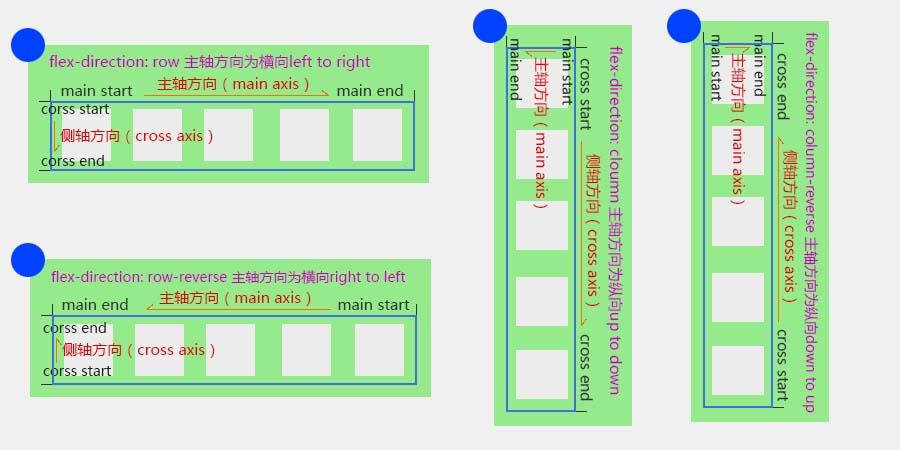 flex-direction: row 主轴方向为横向left to right
主轴方向（main axis）
main start
main end
corss start
侧轴方向（cross axis）
corss end
flex-direction: row-reverse 主轴方向为横向right to left
主轴方向（main axis）
main end
main start
corss end
侧轴方向（cross axis）
corss start
flex-direction: cloumn 主轴方向为纵向up to down
主轴方向（main axis）
main start
main end
cross start
侧轴方向（cross axis）
cross end
flex-direction: column-reverse 主轴方向为纵向down to up
主轴方向（main axis）
main end
main start
cross end
侧轴方向（cross axis）
cross start